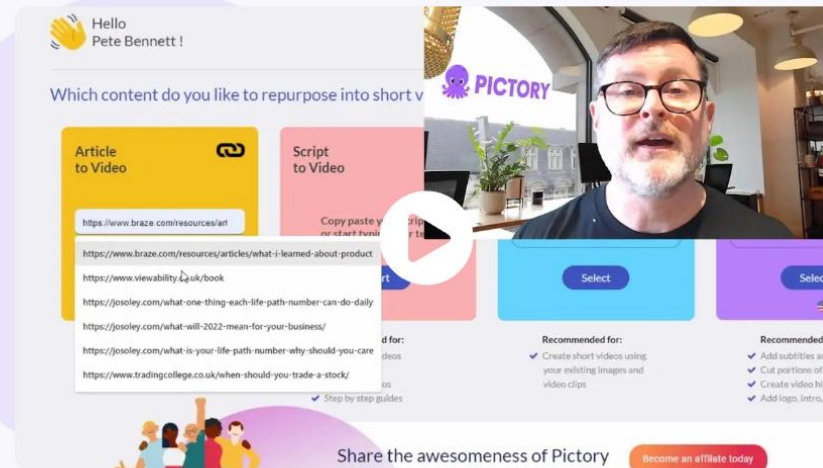 Hello
Pete Bennett !
Which content do you like to repurpose into short v
PICTORY
Article
to Video
https://www.braze.com/resources/art
https://www.braze.com/resources/articles/what-i-learned-about-product
https://www.viewability. .uk/book
https://josoley.com/what-one-thing-each-life-path-number-can-do-daily
https://josoley.com/what-will-2022-mean-for-your-business/
https://josoley.com/what-is-your-life-path-number-why-should-you-care
https://www.tradingcollege.co.uk/when-should-you-trade-a-stock/
Script
to Video
Copy paste
or start
Step by step guides
Select
Recommended for:
Create short videos using
your existing images and
video clips
Selec
Recommended
Add subtitles a
Cut portions of
Create video hi
Add logo, intro,
Share the awesomeness of Pictory
Become an affiliate today